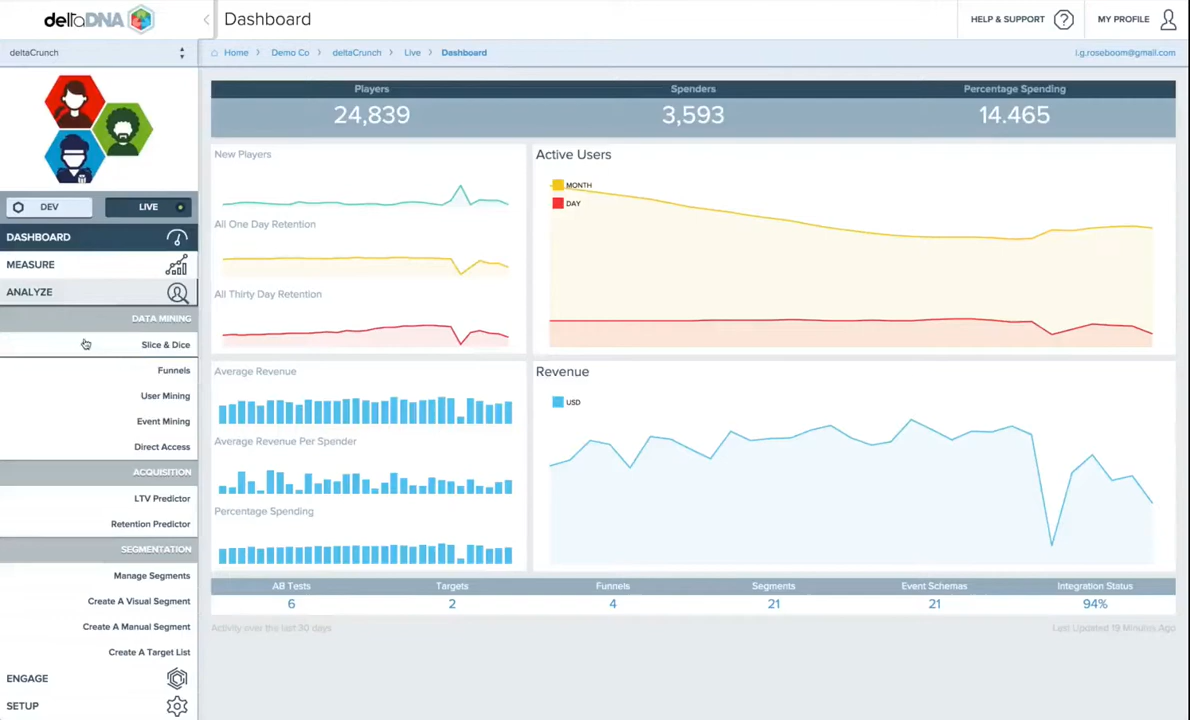 deltaDNA
Dashboard
HELP & SUPPORT
MY PROFILE
deltaCrunch
Home
Demo Co
deltaCrunch
Live
Dashboard
l.g.roseboom@gmail.com
DEV
LIVE
DASHBOARD
MEASURE
ANALYZE
DATA MINING
Slice & Dice
Funnels
User Mining
Event Mining
Direct Access
ACQUISITION
LTV Predictor
Retention Predictor
SEGMENTATION
Manage Segments
Create A Visual Segment
Create A Manual Segment
Create A Target List
ENGAGE
SETUP
Players
Spenders
Percentage Spending
24,839
3,593
14.465
New Players
All One Day Retention
All Thirty Day Retention
Active Users
MONTH
DAY
Average Revenue
Average Revenue Per Spender
Percentage Spending
Revenue
USD
AB Tests
Targets
Funnels
Segments
Event Schemas
Integration Status
6
2
4
21
21
94%
Activity over the last 30 days
Last Updated 19 Minutes Ago